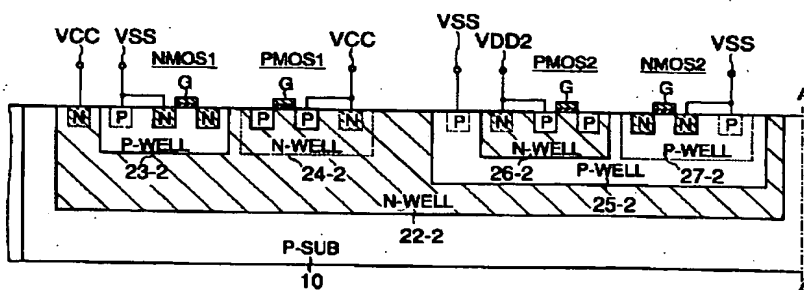 VCC VSS NMOS1 PMOS1 VCC VSS VDD2 PMOS2 NMOS2 VSS
G G G G A
N P N N P P N P N P P N N P
P-WELL N-WELL N-WELL P-WELL
23-2 24-2 26-2 P-WELL 27-2
N-WELL 25-2
22-2
P-SUB
10